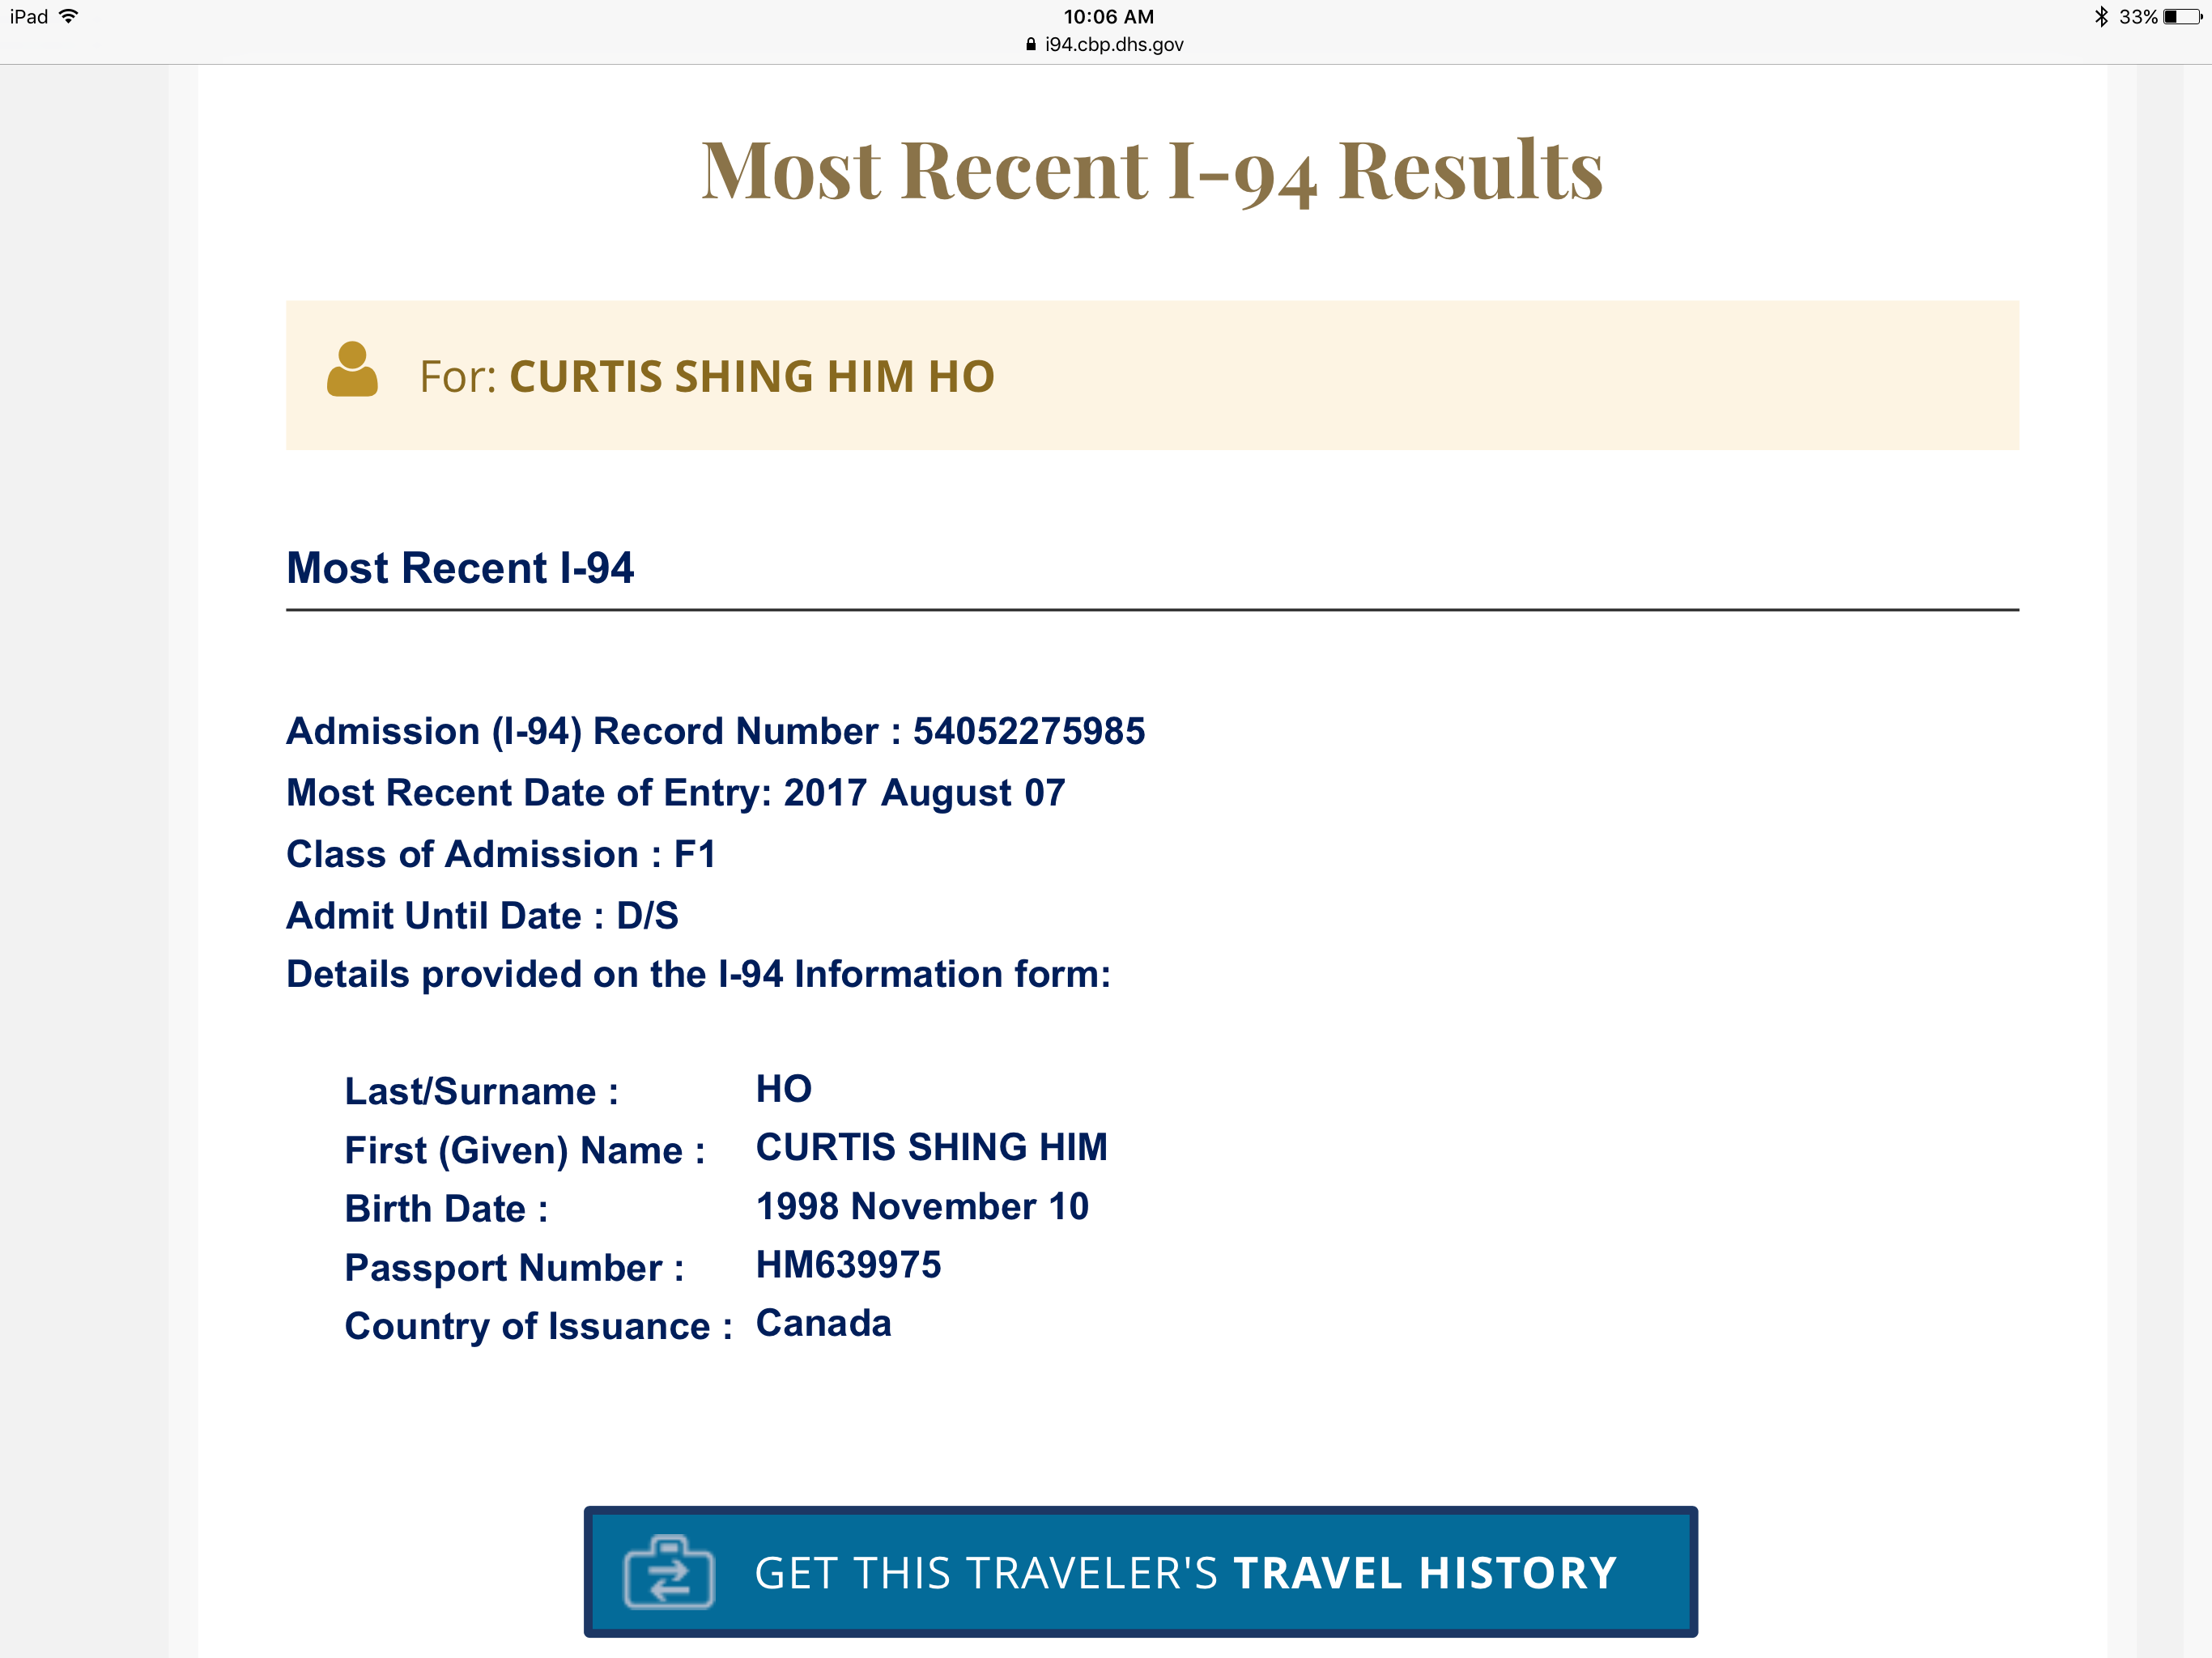 iPad 10:06 AM 33%
i94.cbp.dhs.gov
Most Recent I-94 Results
For: CURTIS SHING HIM HO
Most Recent I-94
Admission (I-94) Record Number : 54052275985
Most Recent Date of Entry: 2017 August 07
Class of Admission : F1
Admit Until Date : D/S
Details provided on the I-94 Information form:
Last/Surname : HO
First (Given) Name : CURTIS SHING HIM
Birth Date : 1998 November 10
Passport Number : HM639975
Country of Issuance : Canada
GET THIS TRAVELER'S TRAVEL HISTORY